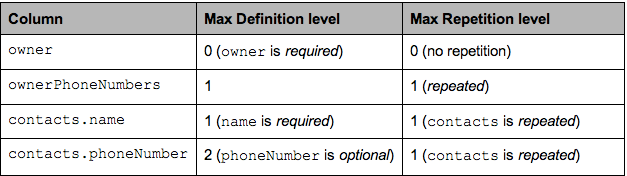 Column Max Definition level Max Repetition level
owner 0 (owner is required) 0 (no repetition)
ownerPhoneNumbers 1 1 (repeated)
contacts.name 1 (name is required) 1 (contacts is repeated)
contacts.phoneNumber 2 (phoneNumber is optional) 1 (contacts is repeated)